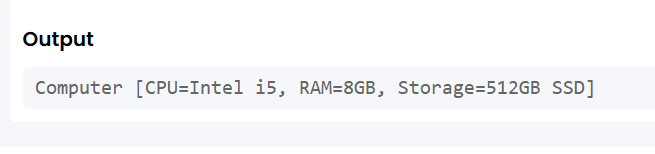 Output
Computer [CPU=Intel i5, RAM=8GB, Storage=512GB SSD]